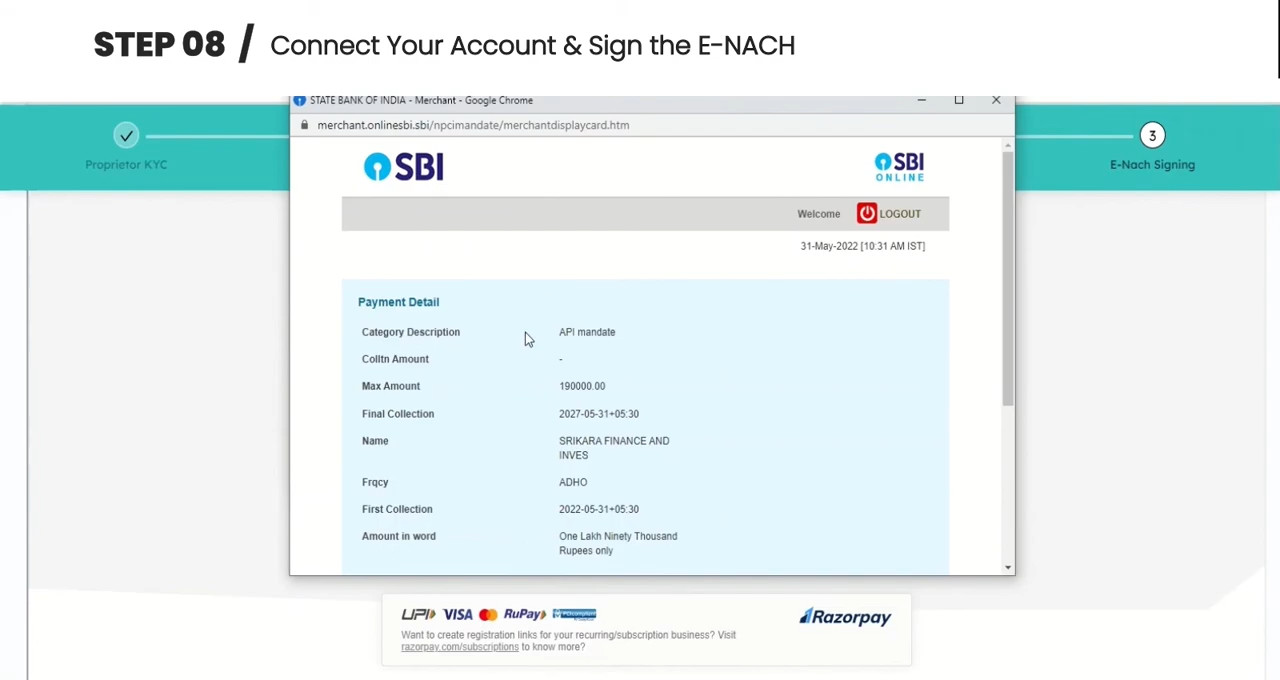 STEP 08 / Connect Your Account & Sign the E-NACH
STATE BANK OF INDIA - Merchant - Google Chrome
merchant.onlinesbi.sbi/npcimandate/merchantdisplaycard.htm
Proprietor KYC
3
E-Nach Signing
SBI
SBI
ONLINE
Welcome LOGOUT
31-May-2022 [10:31 AM IST]
Payment Detail
Category Description API mandate
Colltn Amount -
Max Amount 190000.00
Final Collection 2027-05-31+05:30
Name SRIKARA FINANCE AND
INVES
Frqcy ADHO
First Collection 2022-05-31+05:30
Amount in word One Lakh Ninety Thousand
Rupees only
UPI VISA RuPay
Razorpay
Want to create registration links for your recurring/subscription business? Visit
razorpay.com/subscriptions to know more?